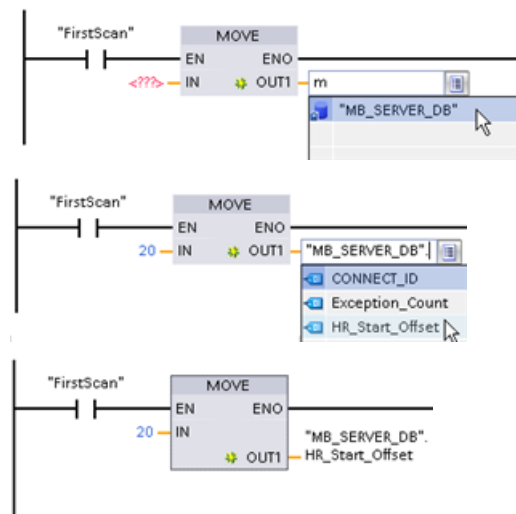 "FirstScan"
MOVE
EN ENO
<???> IN OUT1 m
"MB_SERVER_DB"
"FirstScan"
MOVE
EN ENO
20 IN OUT1 "MB_SERVER_DB".
CONNECT_ID
Exception_Count
HR_Start_Offset
"FirstScan"
MOVE
EN ENO
20 IN
"MB_SERVER_DB".
OUT1 HR_Start_Offset